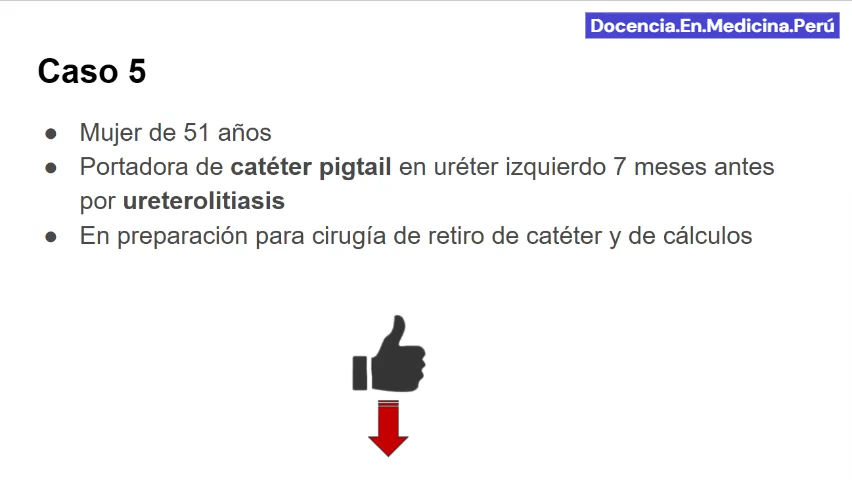 Docencia.En.Medicina.Perú
Caso 5
● Mujer de 51 años
● Portadora de catéter pigtail en uréter izquierdo 7 meses antes
por ureterolitiasis
● En preparación para cirugía de retiro de catéter y de cálculos